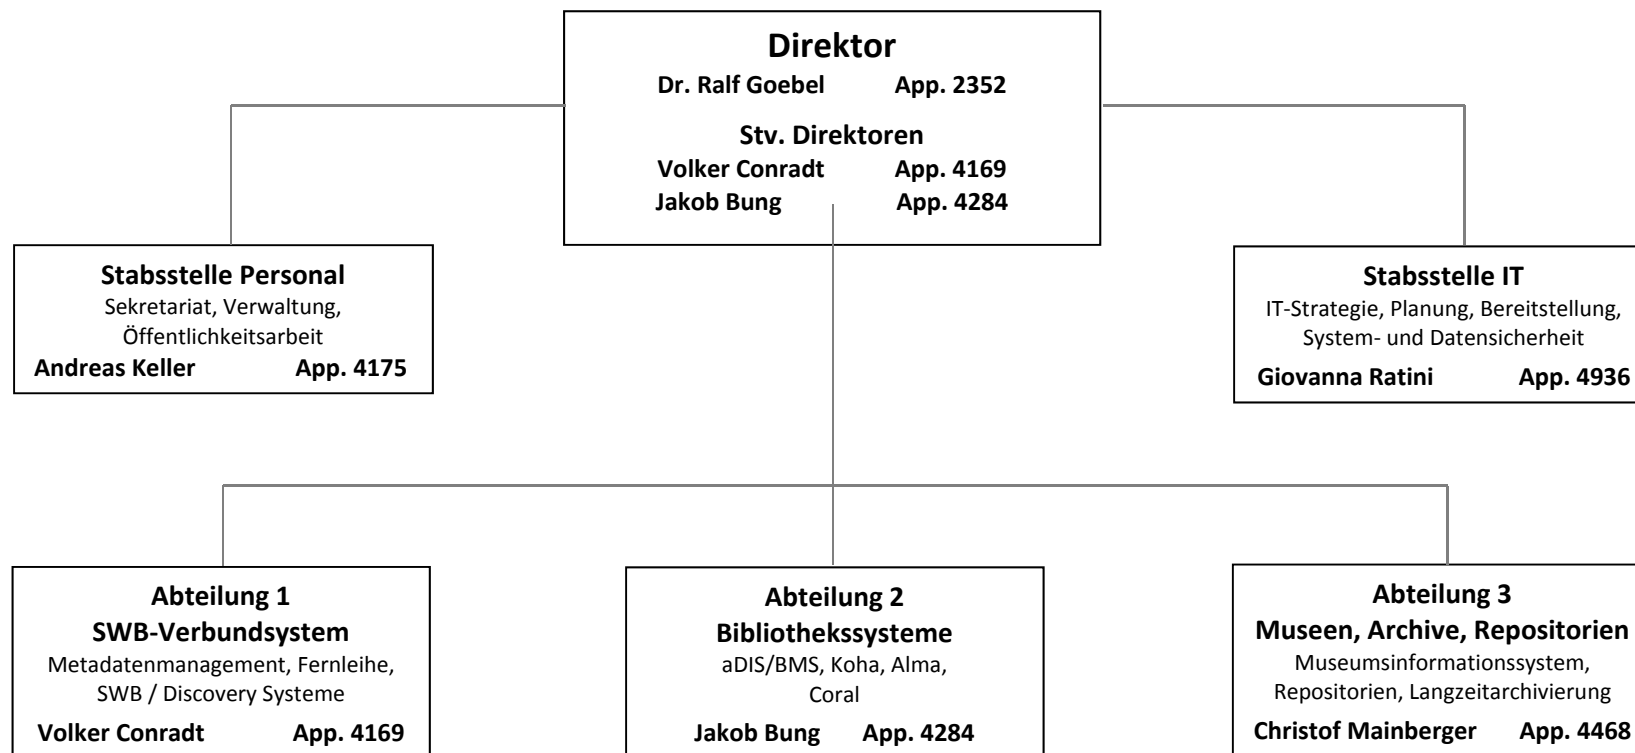 Direktor
Dr. Ralf Goebel App. 2352
Stv. Direktoren
Volker Conradt App. 4169
Jakob Bung App. 4284
Stabsstelle Personal
Sekretariat, Verwaltung,
Öffentlichkeitsarbeit
Andreas Keller App. 4175
Stabsstelle IT
IT-Strategie, Planung, Bereitstellung,
System- und Datensicherheit
Giovanna Ratini App. 4936
Abteilung 1
SWB-Verbundsystem
Metadatenmanagement, Fernleihe,
SWB / Discovery Systeme
Volker Conradt App. 4169
Abteilung 2
Bibliothekssysteme
aDIS/BMS, Koha, Alma,
Coral
Jakob Bung App. 4284
Abteilung 3
Museen, Archive, Repositorien
Museumsinformationssystem,
Repositorien, Langzeitarchivierung
Christof Mainberger App. 4468